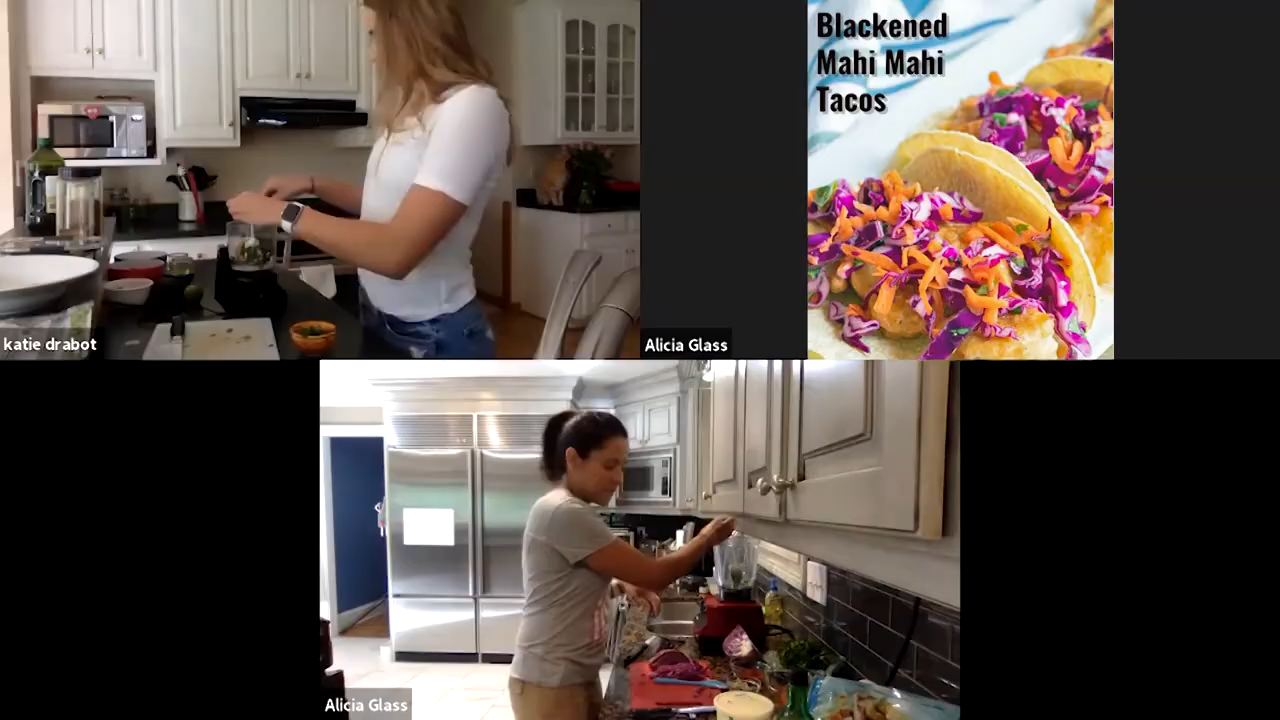 Blackened
Mahi Mahi
Tacos
katie drabot
Alicia Glass
Alicia Glass